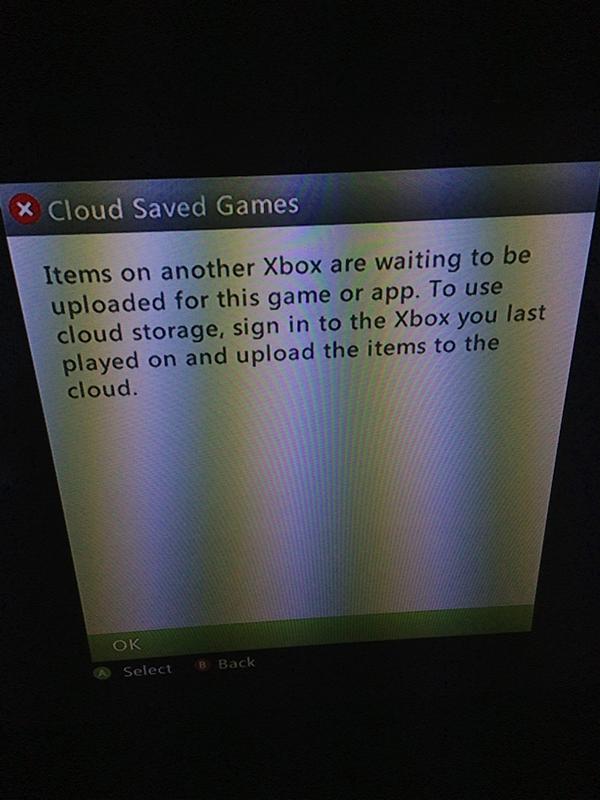 Cloud Saved Games
Items on another Xbox are waiting to be
uploaded for this game or app. To use
cloud storage, sign in to the Xbox you last
played on and upload the items to the
cloud.
OK
A Select B Back